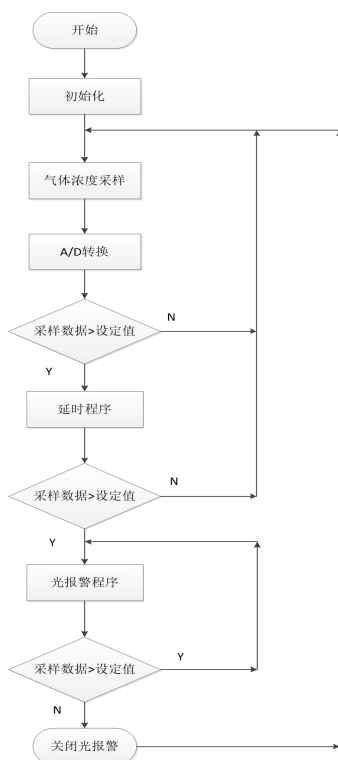 开始
初始化
气体浓度采样
A/D转换
采样数据>设定值
N
Y
延时程序
采样数据>设定值
N
Y
光报警程序
采样数据>设定值
Y
N
关闭光报警